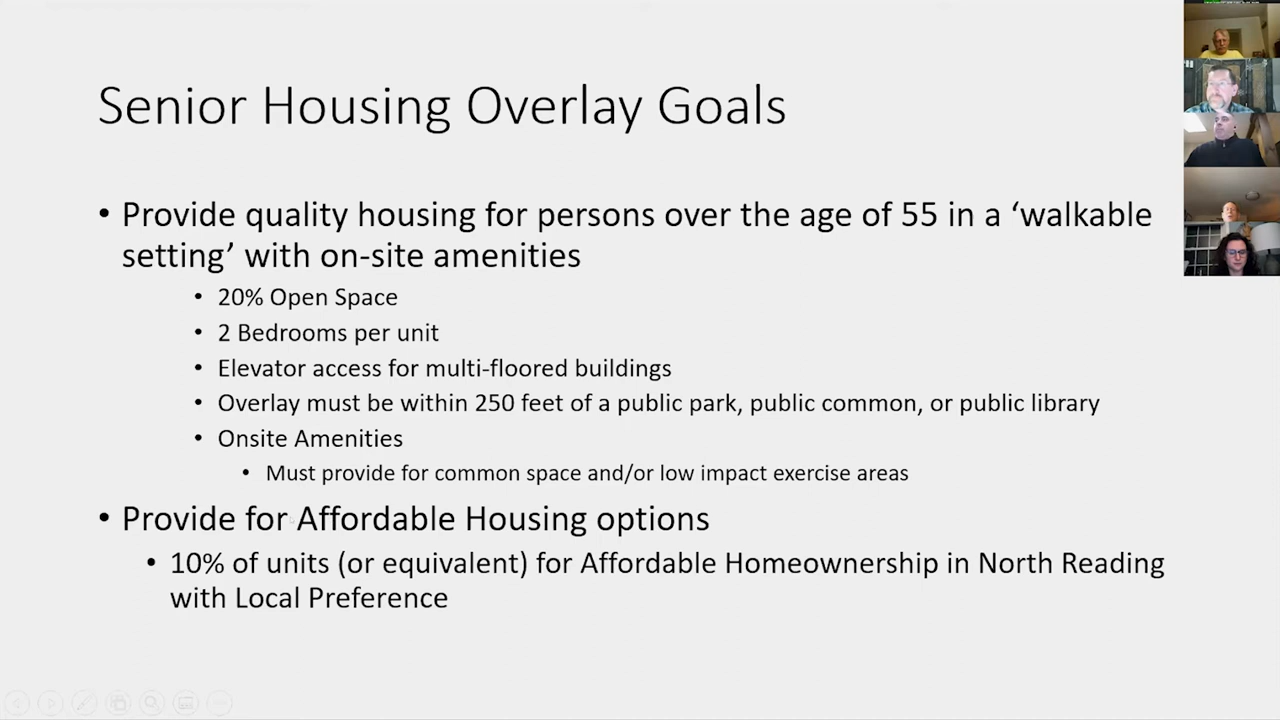 Senior Housing Overlay Goals
• Provide quality housing for persons over the age of 55 in a ‘walkable
setting’ with on-site amenities
• 20% Open Space
• 2 Bedrooms per unit
• Elevator access for multi-floored buildings
• Overlay must be within 250 feet of a public park, public common, or public library
• Onsite Amenities
• Must provide for common space and/or low impact exercise areas
• Provide for Affordable Housing options
• 10% of units (or equivalent) for Affordable Homeownership in North Reading
with Local Preference